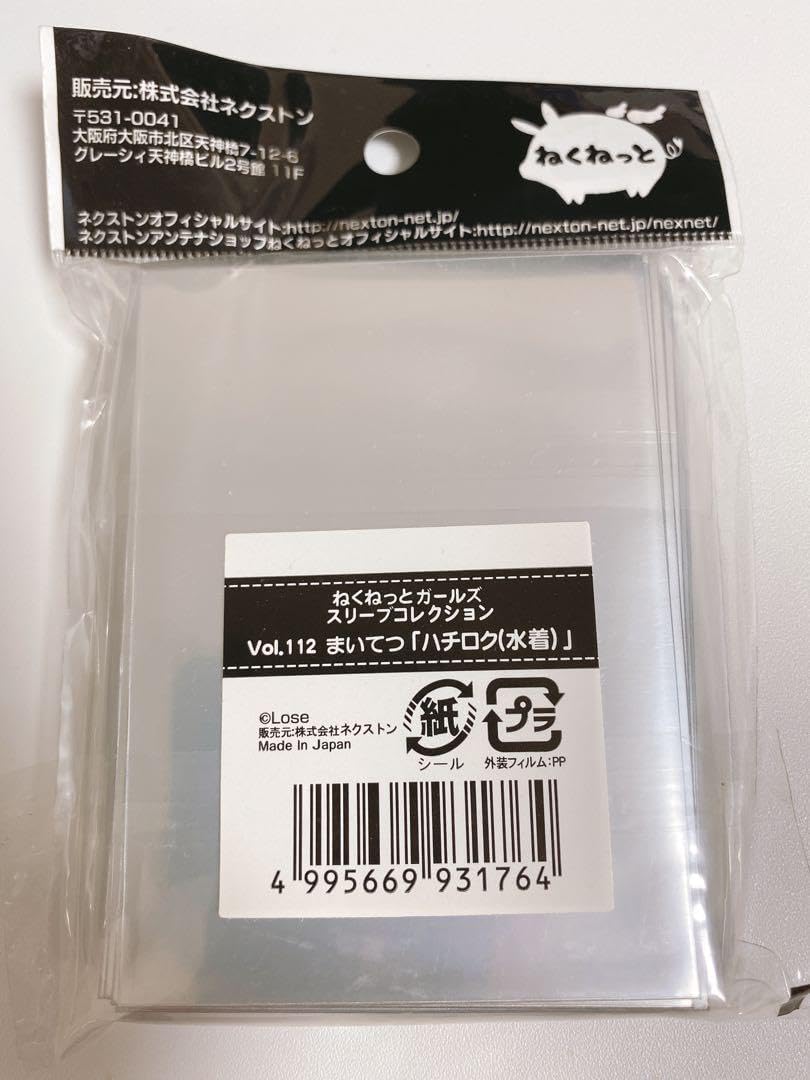 販売元:株式会社ネクストン
〒531-0041
大阪府大阪市北区天神橋7-12-6
グレーシィ天神橋ビル2号館 11F
ねくねっと
ネクストンオフィシャルサイト:http://nexton-net.jp/
ネクストンアンテナショップねくねっとオフィシャルサイト:http://nexton-net.jp/nexnet/
ねくねっとガールズ
スリーブコレクション
Vol.112 まいてつ「ハチロク(水着)」
©Lose
販売元:株式会社ネクストン
Made In Japan
紙
シール
プラ
外装フィルム:PP
4 995669 931764